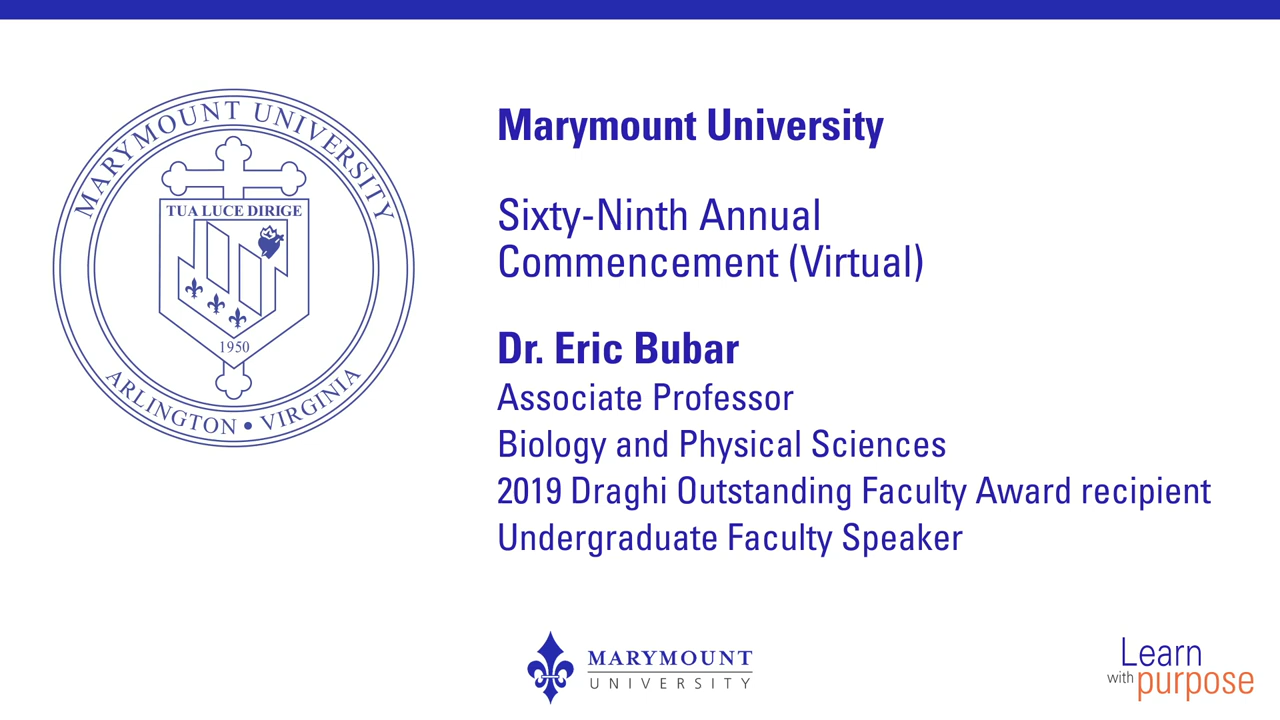 MARYMOUNT UNIVERSITY
TUA LUCE DIRIGE
1950
ARLINGTON • VIRGINIA
Marymount University
Sixty-Ninth Annual
Commencement (Virtual)
Dr. Eric Bubar
Associate Professor
Biology and Physical Sciences
2019 Draghi Outstanding Faculty Award recipient
Undergraduate Faculty Speaker
MARYMOUNT
UNIVERSITY
Learn
with purpose